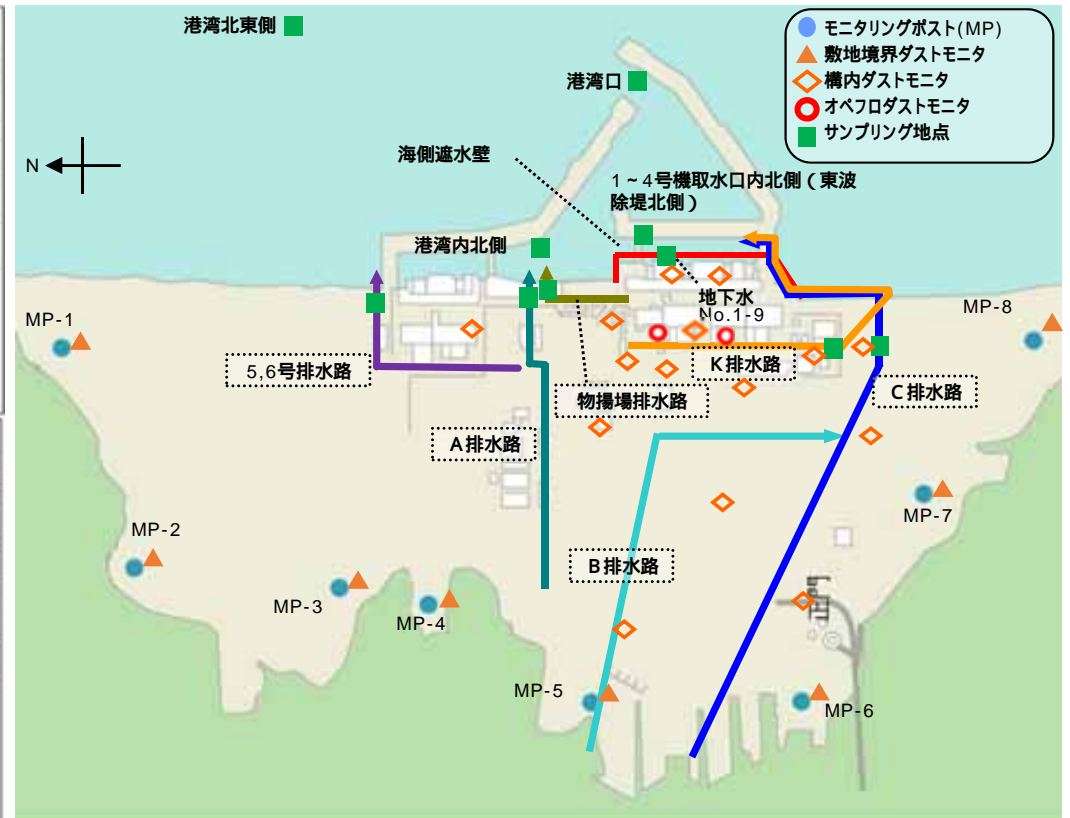 港湾北東側
モニタリングポスト(MP)
敷地境界ダストモニタ
構内ダストモニタ
オペフロダストモニタ
サンプリング地点
港湾口
N
海側遮水壁
1~4号機取水口内北側(東波
除堤北側)
港湾内北側
地下水
No.1-9
MP-1
MP-8
5,6号排水路
K排水路
物揚場排水路
C排水路
A排水路
MP-7
MP-2
B排水路
MP-3
MP-4
正門
MP-5
MP-6